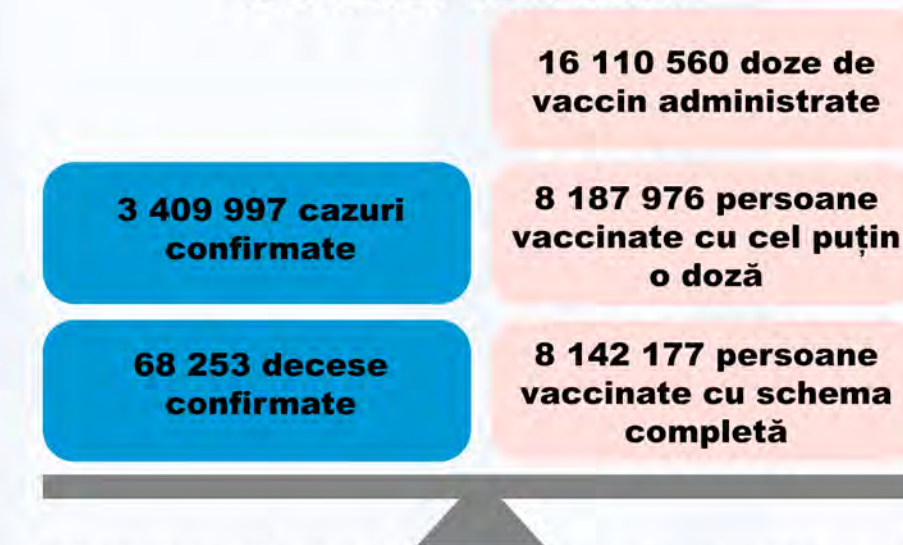 16 110 560 doze de
vaccin administrate
3 409 997 cazuri
confirmate
8 187 976 persoane
vaccinate cu cel puțin
o doză
68 253 decese
confirmate
8 142 177 persoane
vaccinate cu schema
completă